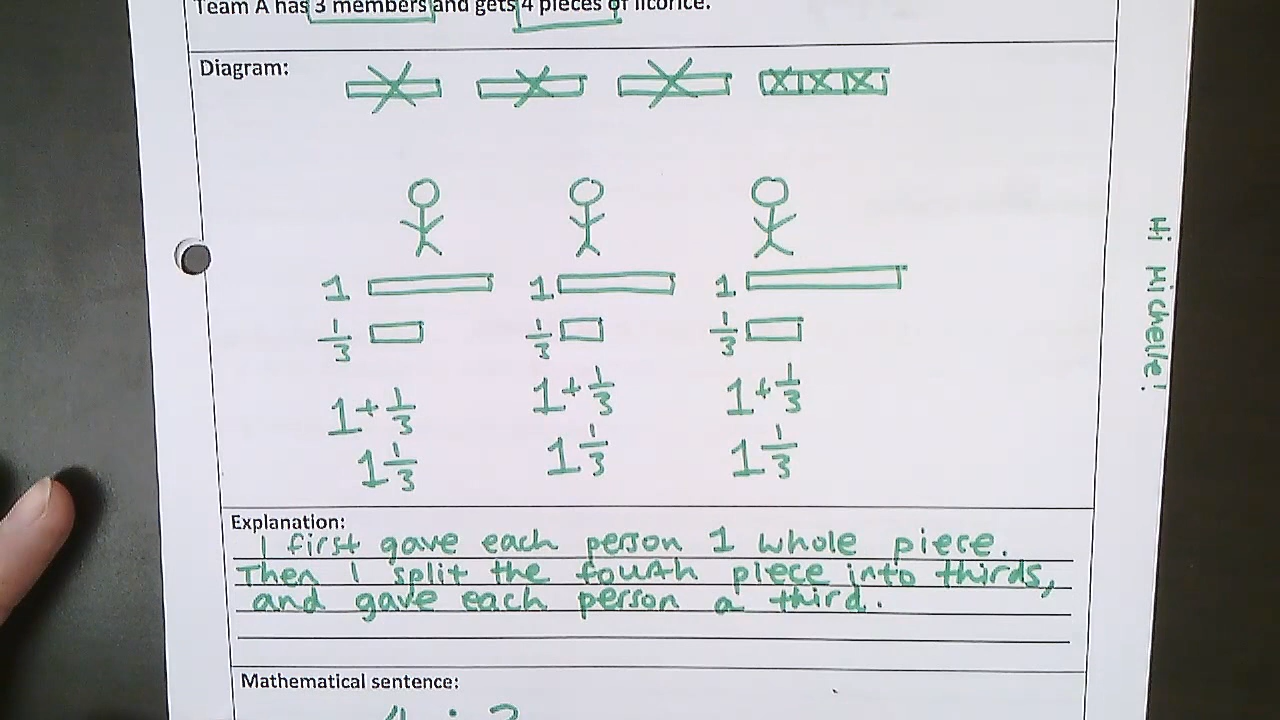 Team A has 3 members and gets 4 pieces of licorice.
Diagram:
1 1 1
1/3 1/3 1/3
1+1/3 1+1/3 1+1/3
1 1/3 1 1/3 1 1/3
Hi Michelle!
Explanation:
I first gave each person 1 whole piece.
Then I split the fourth piece into thirds,
and gave each person a third.
Mathematical sentence: